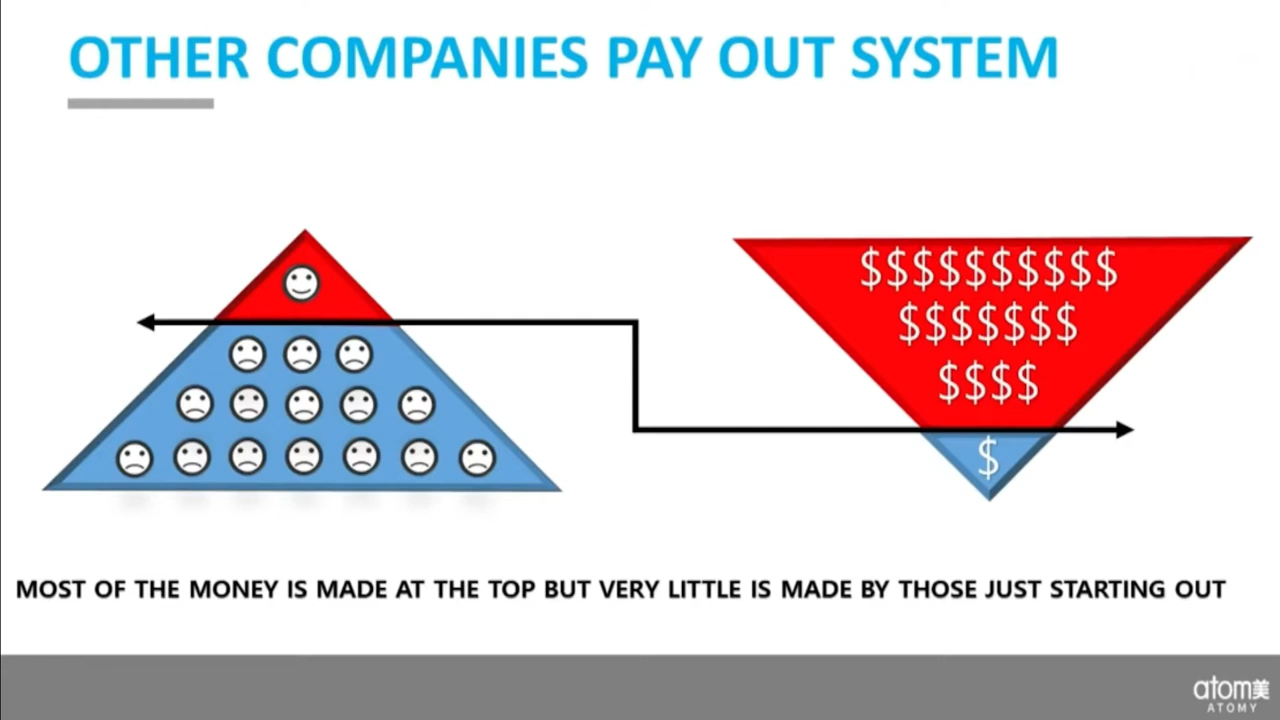 OTHER COMPANIES PAY OUT SYSTEM
$$$$$$$$$$
$$$$$$$
$$$$
$
MOST OF THE MONEY IS MADE AT THE TOP BUT VERY LITTLE IS MADE BY THOSE JUST STARTING OUT
atom美
ATOMY